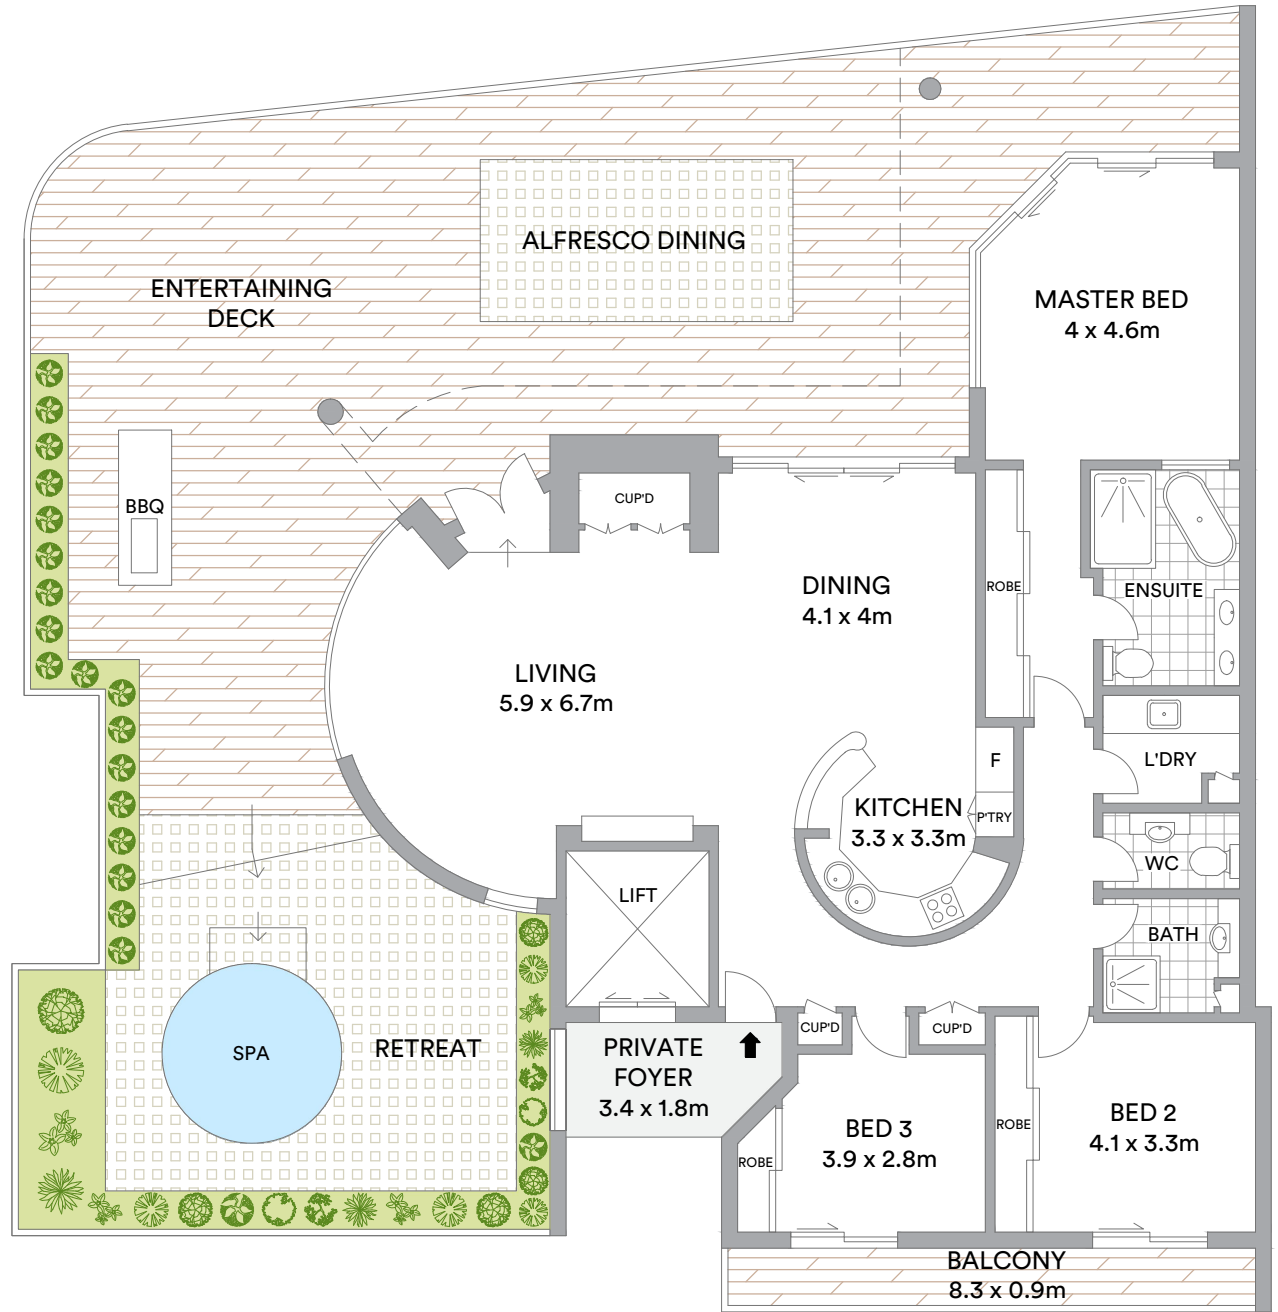 ALFRESCO DINING
ENTERTAINING
DECK
MASTER BED
4 x 4.6m
BBQ
CUP'D
DINING
4.1 x 4m
ROBE
ENSUITE
LIVING
5.9 x 6.7m
F
L'DRY
KITCHEN
3.3 x 3.3m
P'TRY
WC
LIFT
BATH
SPA
RETREAT
PRIVATE
FOYER
3.4 x 1.8m
CUP'D
CUP'D
BED 3
3.9 x 2.8m
ROBE
ROBE
BED 2
4.1 x 3.3m
BALCONY
8.3 x 0.9m